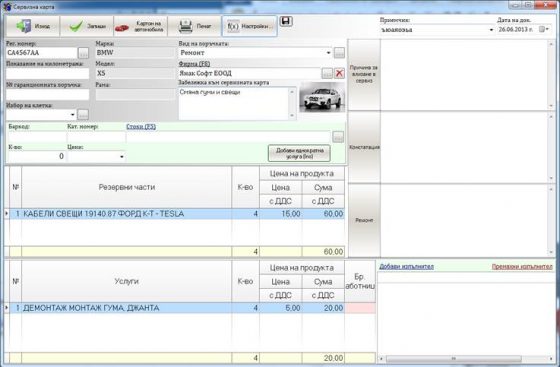 Сервизна карта
Изход
Запиши
Картон на автомобила
Печат
f(x) Настройки ...
Приемчик:
Дата на док.
26.06.2013 г.
Рег. номер:
Марка:
Вид на поръчката:
CA4567AA
BMW
Ремонт
Показание на километража:
Модел:
Фирма (F8)
X5
Янак Софт ЕООД
№ гаранционната поръчка:
Рама:
Забележка към сервизната карта
Смяна гуми и свещи
Избор на клетка:
Причина за влизане в сервиз
Баркод:
Кат. номер:
Стоки (F5)
К-во:
Цени:
0
Добави еднократна услуга (Ins)
Констатация
Ремонт
№
Резервни части
К-во
Цена на продукта
Цена
Сума
с ДДС
с ДДС
1 КАБЕЛИ СВЕЩИ 19140.87 ФОРД К-Т - TESLA 4 15,00 60,00
4 60,00
№
Услуги
К-во
Цена на продукта
Бр. работниц
Цена
Сума
с ДДС
с ДДС
1 ДЕМОНТАЖ МОНТАЖ ГУМА, ДЖАНТА 4 5,00 20,00
4 20,00
Добави изпълнител
Премахни изпълнител